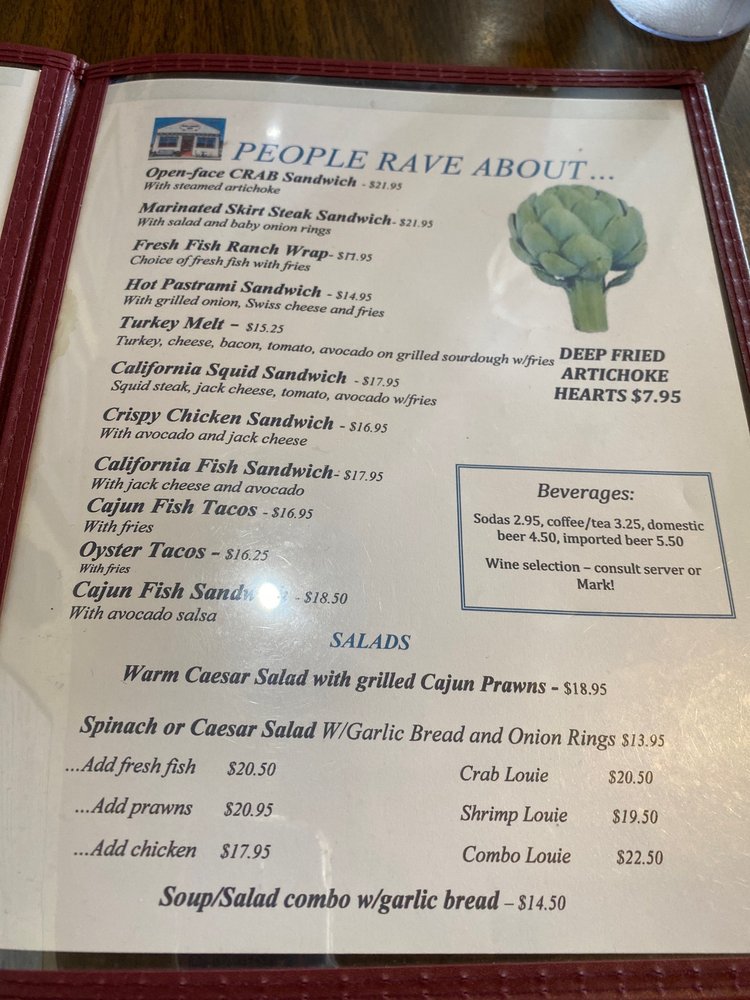 PEOPLE RAVE ABOUT...
Open-face CRAB Sandwich - $21.95
With steamed artichoke
Marinated Skirt Steak Sandwich- $21.95
With salad and baby onion rings
Fresh Fish Ranch Wrap- $17.95
Choice of fresh fish with fries
Hot Pastrami Sandwich - $14.95
With grilled onion, Swiss cheese and fries
Turkey Melt – $15.25
Turkey, cheese, bacon, tomato, avocado on grilled sourdough w/fries
California Squid Sandwich - $17.95
Squid steak, jack cheese, tomato, avocado w/fries
Crispy Chicken Sandwich - $16.95
With avocado and jack cheese
California Fish Sandwich- $17.95
With jack cheese and avocado
Cajun Fish Tacos - $16.95
With fries
Oyster Tacos – $16.25
With fries
Cajun Fish Sandwich - $18.50
With avocado salsa
DEEP FRIED
ARTICHOKE
HEARTS $7.95
Beverages:
Sodas 2.95, coffee/tea 3.25, domestic
beer 4.50, imported beer 5.50
Wine selection – consult server or
Mark!
SALADS
Warm Caesar Salad with grilled Cajun Prawns - $18.95
Spinach or Caesar Salad W/Garlic Bread and Onion Rings $13.95
...Add fresh fish $20.50
...Add prawns $20.95
...Add chicken $17.95
Crab Louie $20.50
Shrimp Louie $19.50
Combo Louie $22.50
Soup/Salad combo w/garlic bread – $14.50